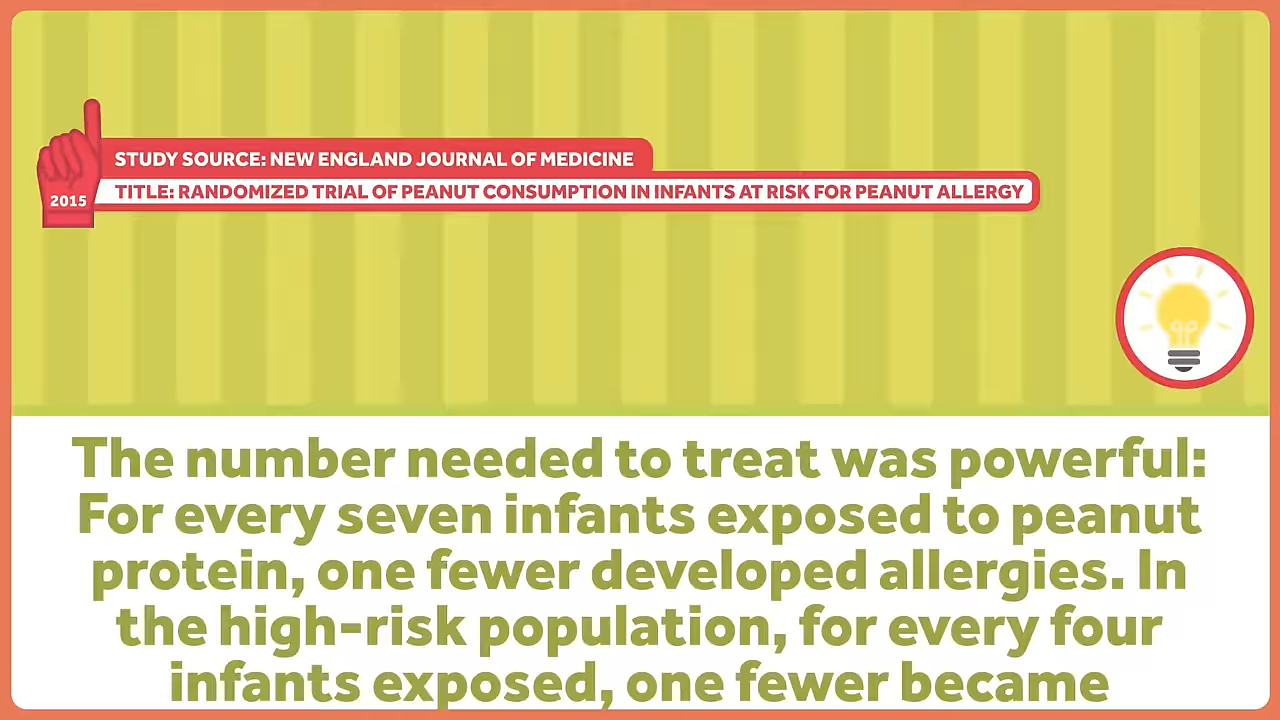 STUDY SOURCE: NEW ENGLAND JOURNAL OF MEDICINE
TITLE: RANDOMIZED TRIAL OF PEANUT CONSUMPTION IN INFANTS AT RISK FOR PEANUT ALLERGY
2015
The number needed to treat was powerful:
For every seven infants exposed to peanut
protein, one fewer developed allergies. In
the high-risk population, for every four
infants exposed, one fewer became